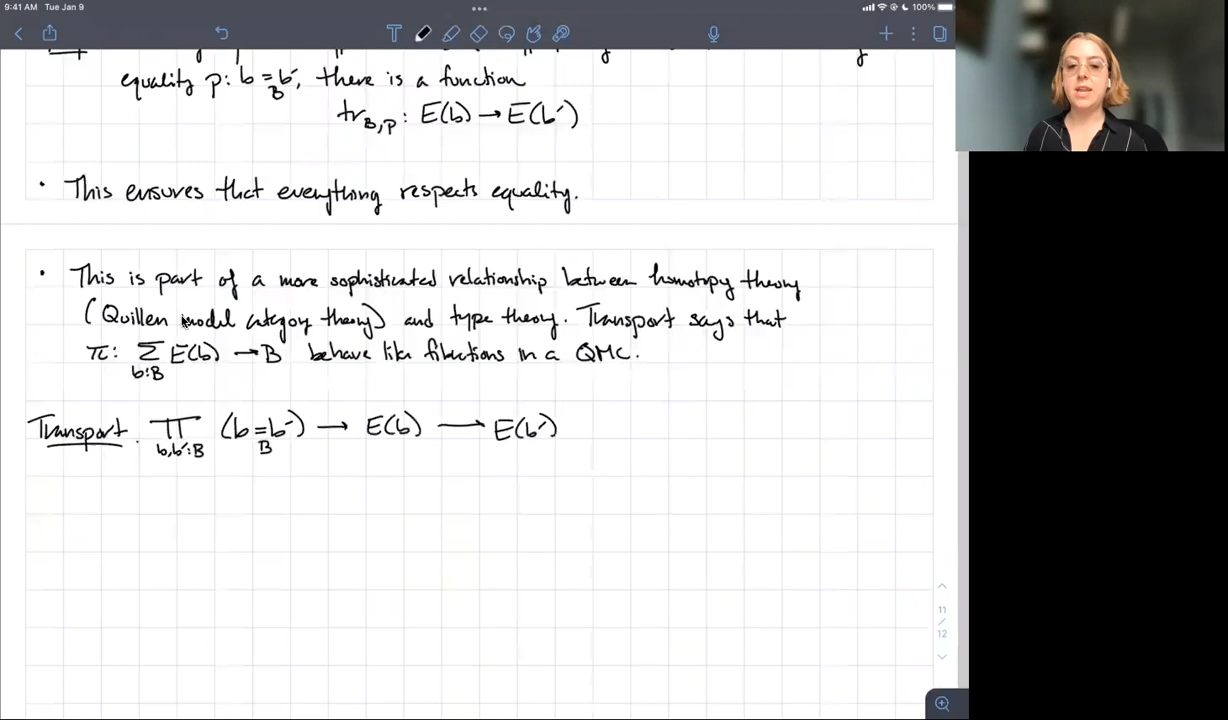 9:41 AM Tue Jan 9
100%
equality p: b =_B b', there is a function
tr_{B,p} : E(b) → E(b')
· This ensures that everything respects equality.
· This is part of a more sophisticated relationship between homotopy theory
(Quillen model category theory) and type theory. Transport says that
π: Σ_{b:B} E(b) → B behave like fibrations in a QMC.
Transport. Π_{b,b':B} (b =_B b') → E(b) → E(b')
11
/
12